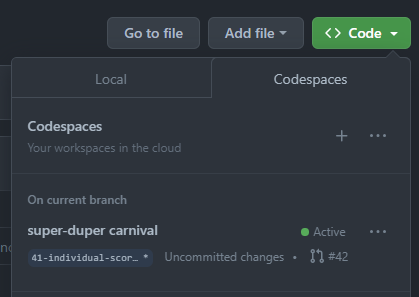 Go to file Add file Code
Local Codespaces
Codespaces
Your workspaces in the cloud
On current branch
super-duper carnival Active
41-individual-scor… * Uncommitted changes • #42